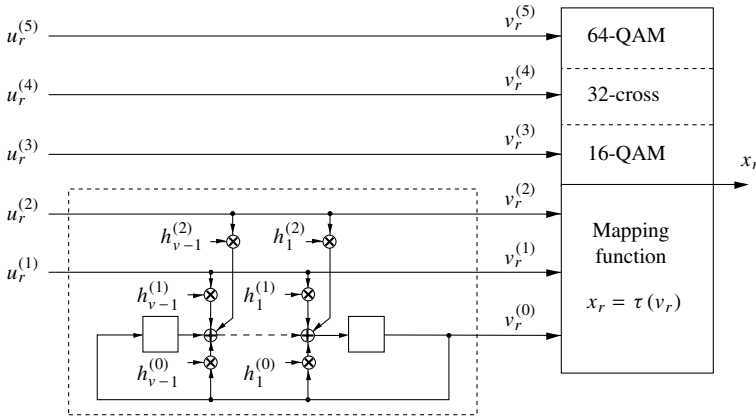 u_r^{(5)} v_r^{(5)} 64-QAM
u_r^{(4)} v_r^{(4)} 32-cross
u_r^{(3)} v_r^{(3)} 16-QAM
x_r
u_r^{(2)} v_r^{(2)}
h_{ν-1}^{(2)} h_1^{(2)} Mapping
function
u_r^{(1)} v_r^{(1)}
h_{ν-1}^{(1)} h_1^{(1)} x_r = τ(v_r)
v_r^{(0)}
h_{ν-1}^{(0)} h_1^{(0)}